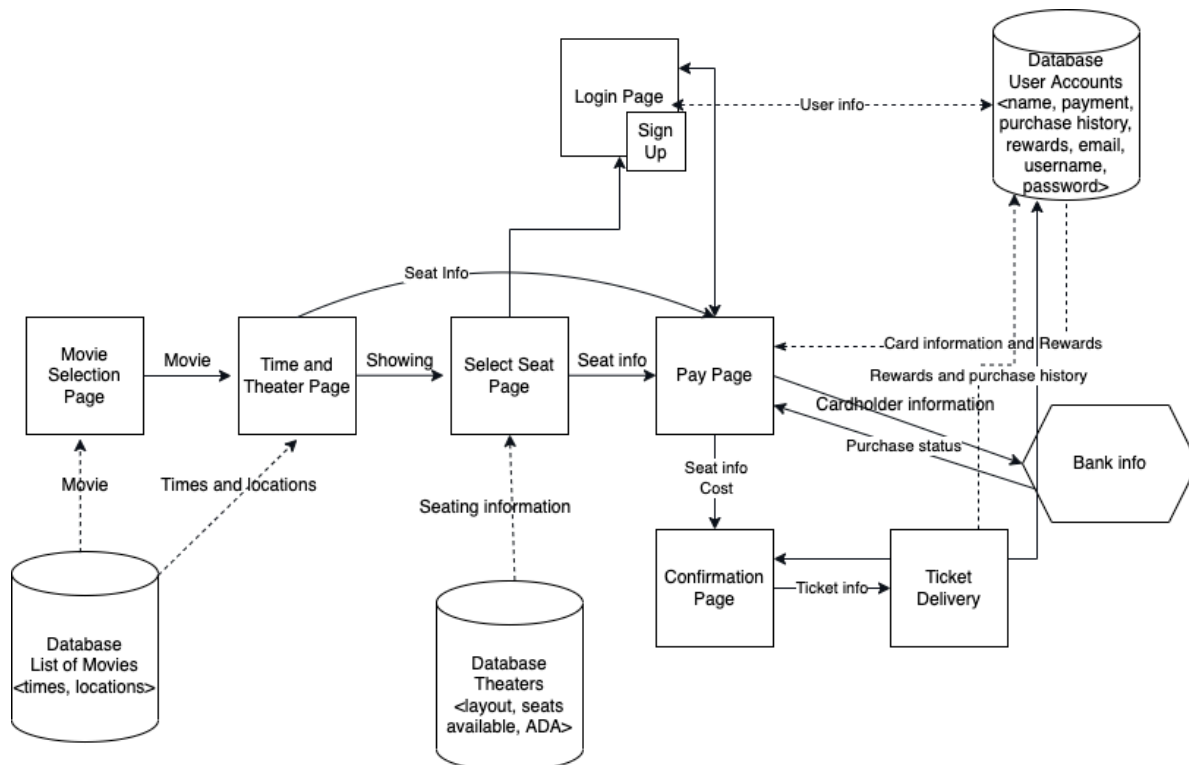 Login Page
Sign
Up
User info
Database
User Accounts
<name, payment,
purchase history,
rewards, email,
username,
password>
Seat Info
Movie
Selection
Page
Movie
Time and
Theater Page
Showing
Select Seat
Page
Seat info
Pay Page
Card information and Rewards
Rewards and purchase history
Cardholder information
Purchase status
Bank info
Movie
Times and locations
Seating information
Seat info
Cost
Confirmation
Page
Ticket info
Ticket
Delivery
Database
List of Movies
<times, locations>
Database
Theaters
<layout, seats
available, ADA>